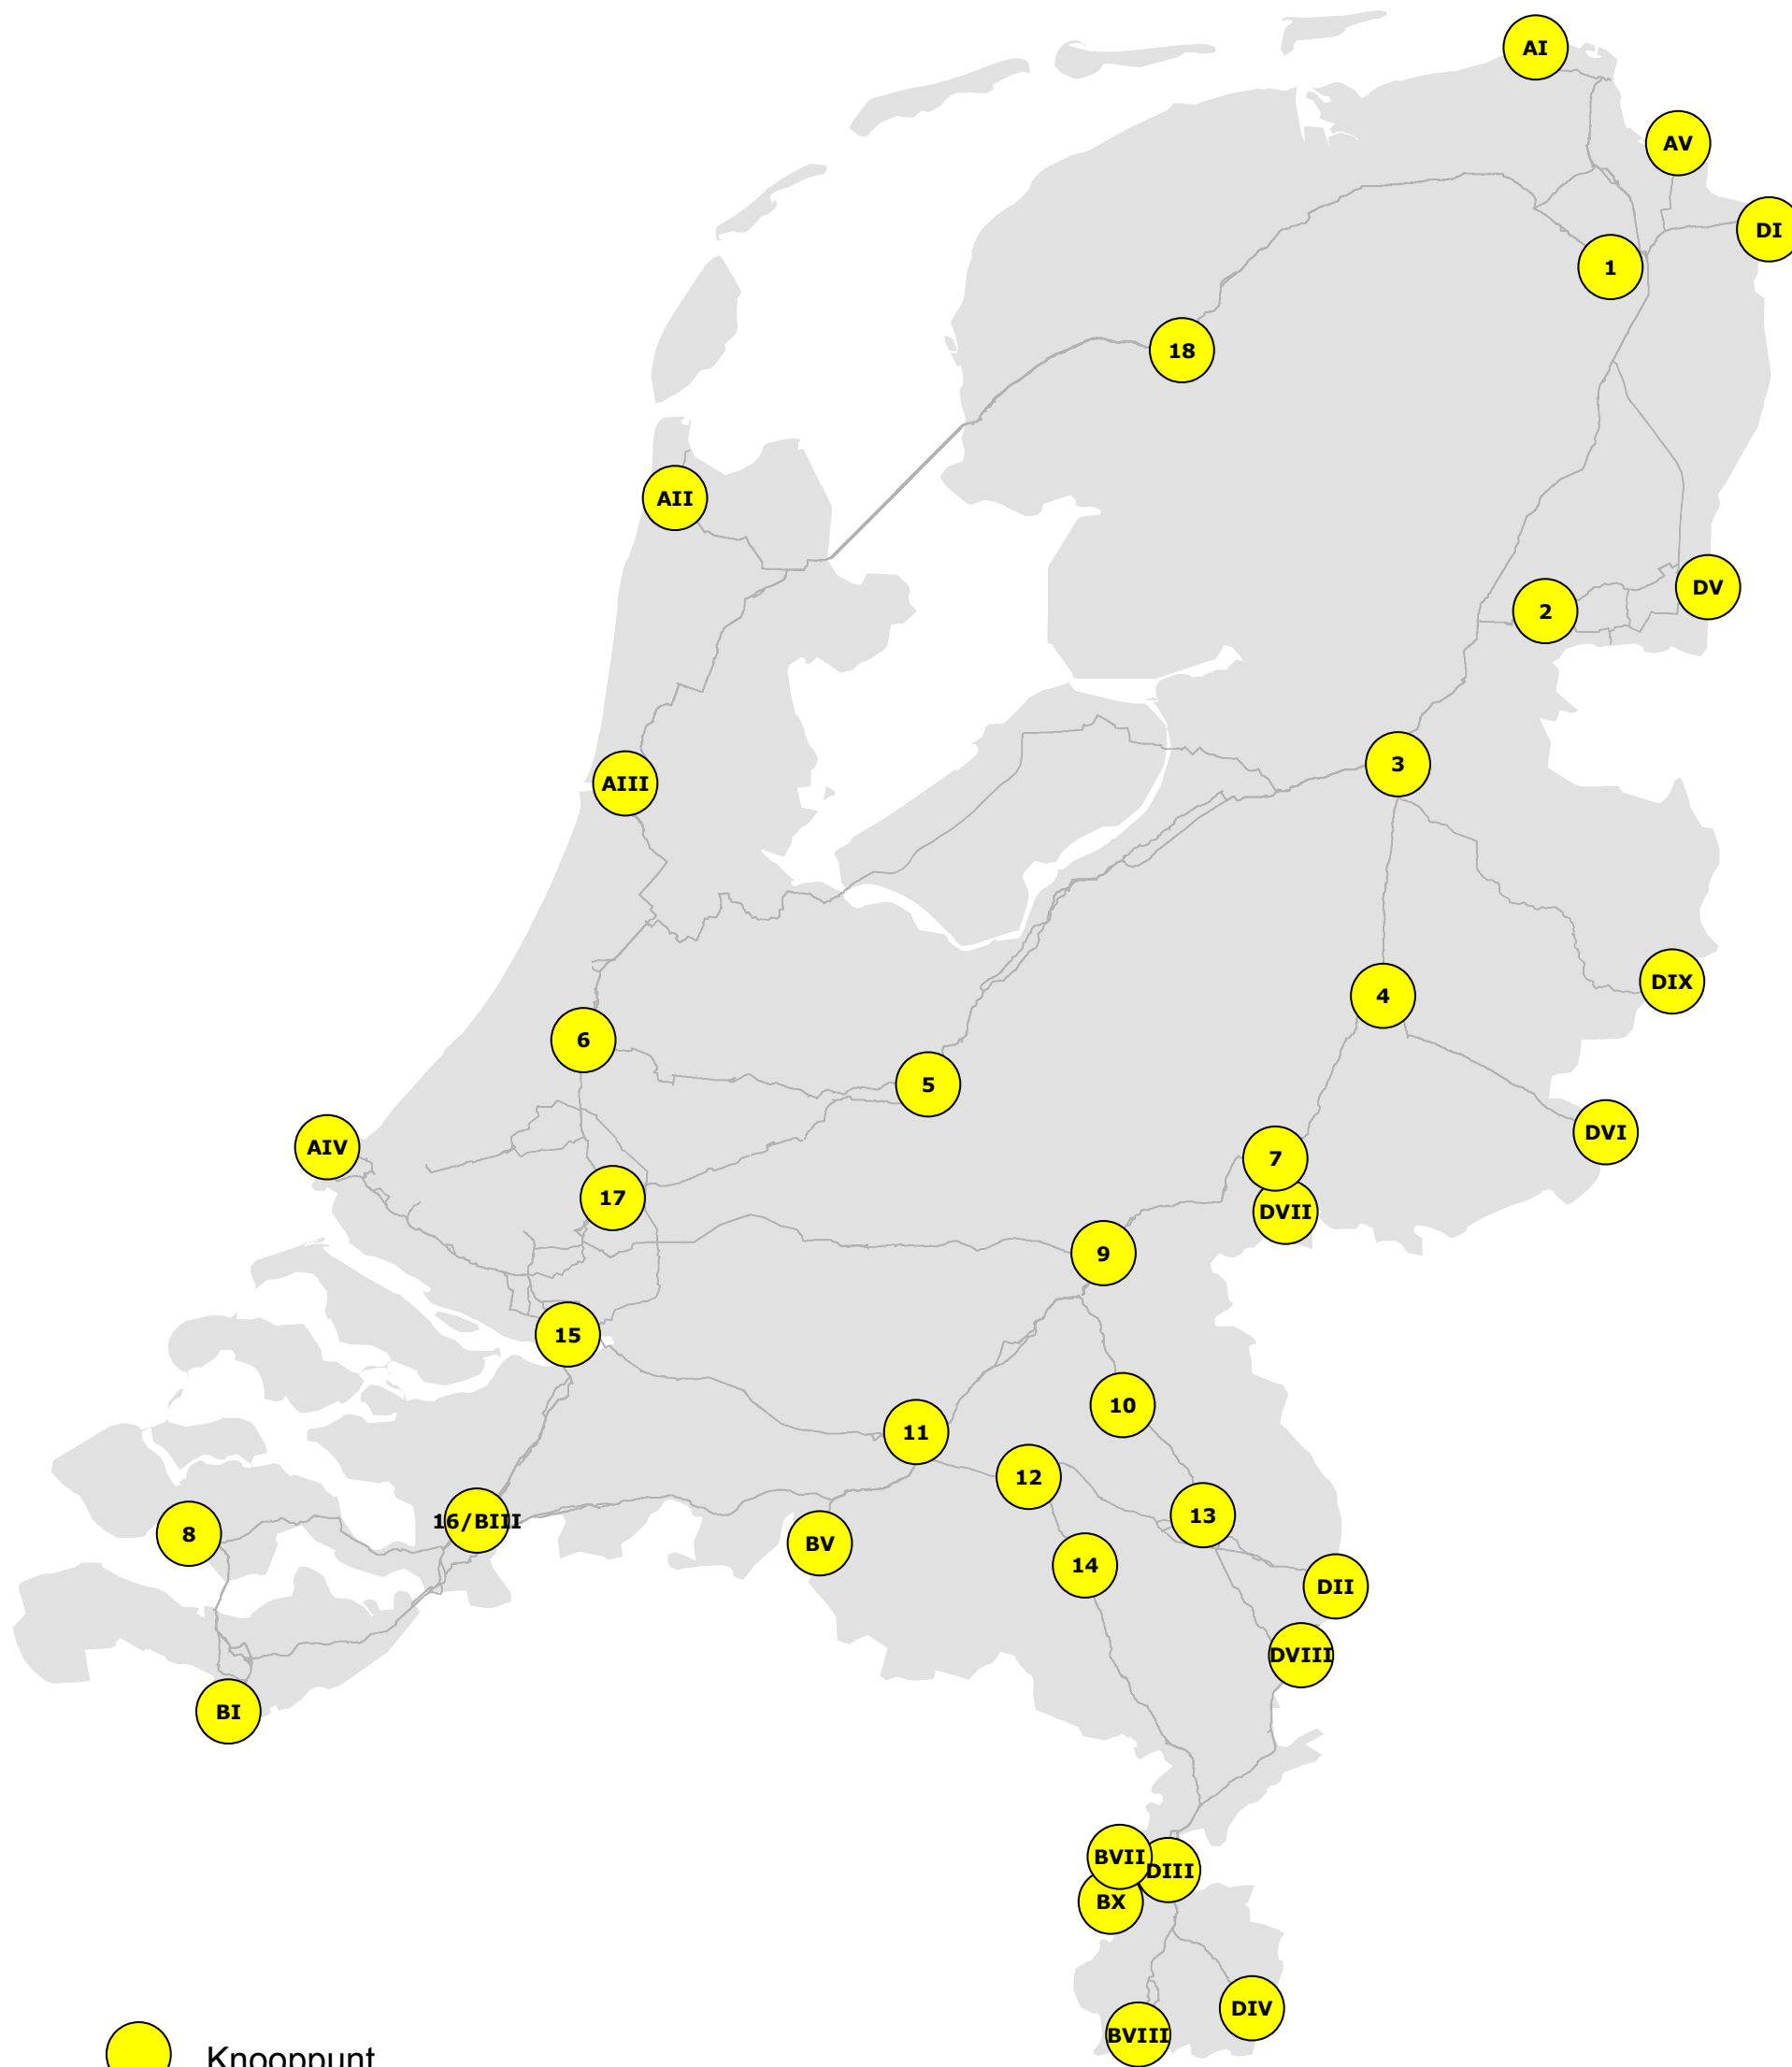 AI
AV
DI
1
18
AII
DV
2
3
AIII
DIX
4
6
5
DVI
AIV
7
17
DVII
9
15
10
11
12
13
16/BIII
8
BV
14
DII
DVIII
BI
BVII
DIII
BX
DIV
BVIII
Knooppunt